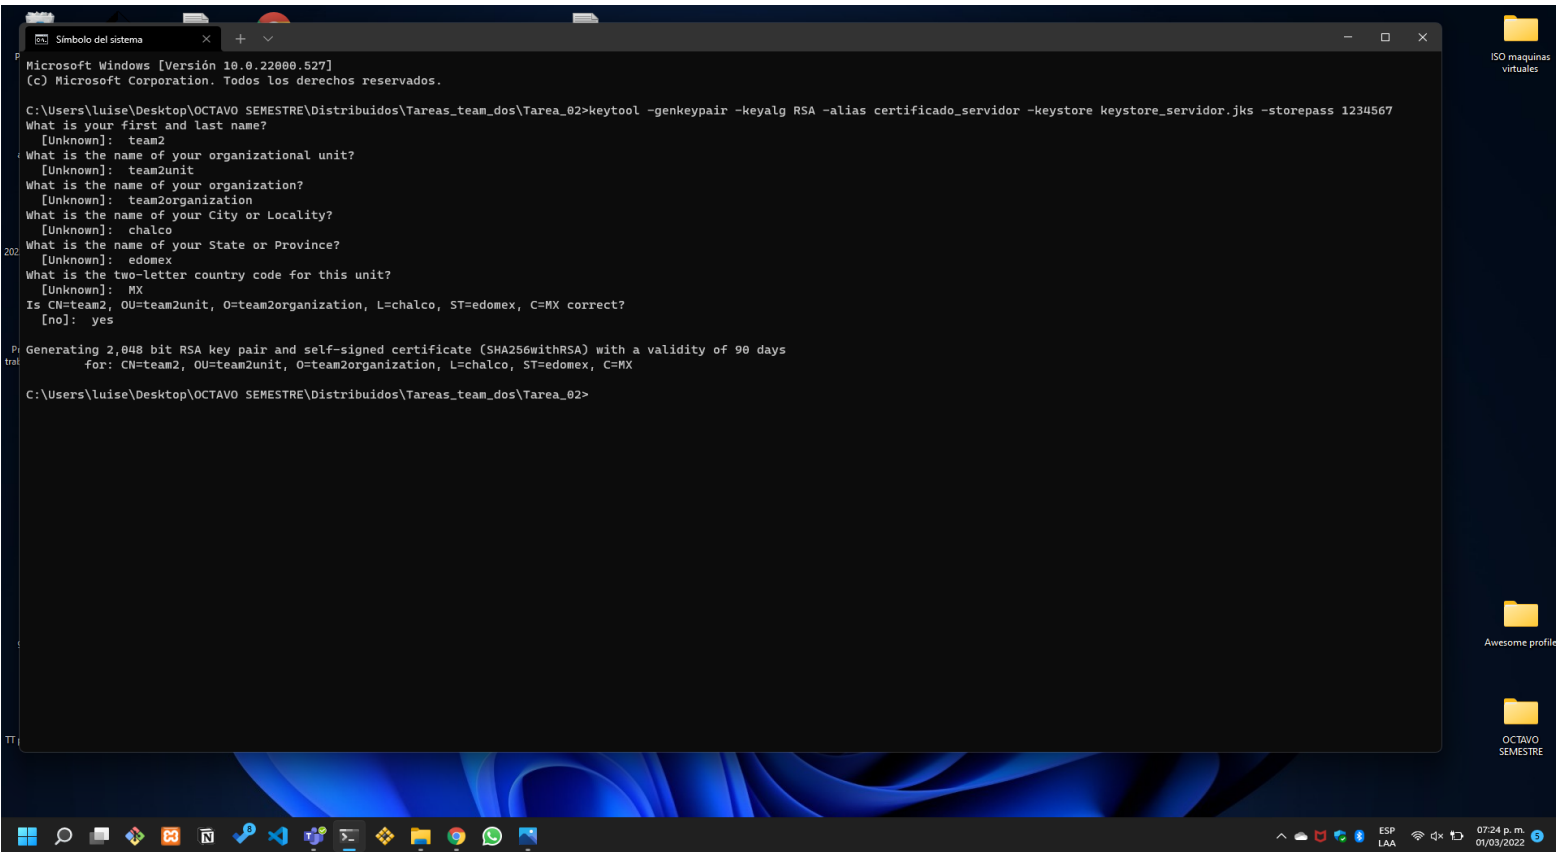 Símbolo del sistema
Microsoft Windows [Versión 10.0.22000.527]
(c) Microsoft Corporation. Todos los derechos reservados.
C:\Users\luise\Desktop\OCTAVO SEMESTRE\Distribuidos\Tareas_team_dos\Tarea_02>keytool -genkeypair -keyalg RSA -alias certificado_servidor -keystore keystore_servidor.jks -storepass 1234567
What is your first and last name?
[Unknown]: team2
What is the name of your organizational unit?
[Unknown]: team2unit
What is the name of your organization?
[Unknown]: team2organization
What is the name of your City or Locality?
[Unknown]: chalco
What is the name of your State or Province?
[Unknown]: edomex
What is the two-letter country code for this unit?
[Unknown]: MX
Is CN=team2, OU=team2unit, O=team2organization, L=chalco, ST=edomex, C=MX correct?
[no]: yes
Generating 2,048 bit RSA key pair and self-signed certificate (SHA256withRSA) with a validity of 90 days
for: CN=team2, OU=team2unit, O=team2organization, L=chalco, ST=edomex, C=MX
C:\Users\luise\Desktop\OCTAVO SEMESTRE\Distribuidos\Tareas_team_dos\Tarea_02>
ISO maquinas
virtuales
Awesome profile
OCTAVO
SEMESTRE
202
TT
8
ESP
LAA
07:24 p. m.
01/03/2022
5